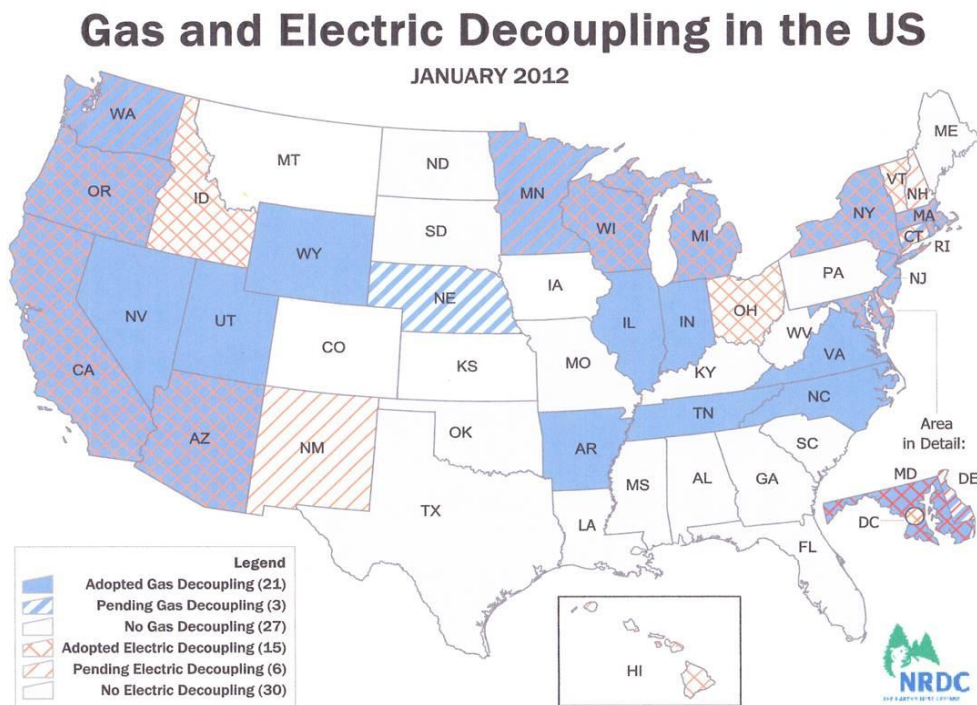 Gas and Electric Decoupling in the US
JANUARY 2012
WA
MT
ND
MN
ME
OR
ID
WY
SD
WI
MI
NY
VT
NH
MA
CT
RI
NJ
PA
NE
IA
NV
UT
CO
KS
MO
IL
IN
OH
WV
VA
KY
CA
AZ
NM
OK
AR
TN
NC
SC
TX
LA
MS
AL
GA
FL
Area
in Detail:
MD
DE
DC
HI
Legend
Adopted Gas Decoupling (21)
Pending Gas Decoupling (3)
No Gas Decoupling (27)
Adopted Electric Decoupling (15)
Pending Electric Decoupling (6)
No Electric Decoupling (30)
NRDC
THE EARTH'S BEST DEFENSE